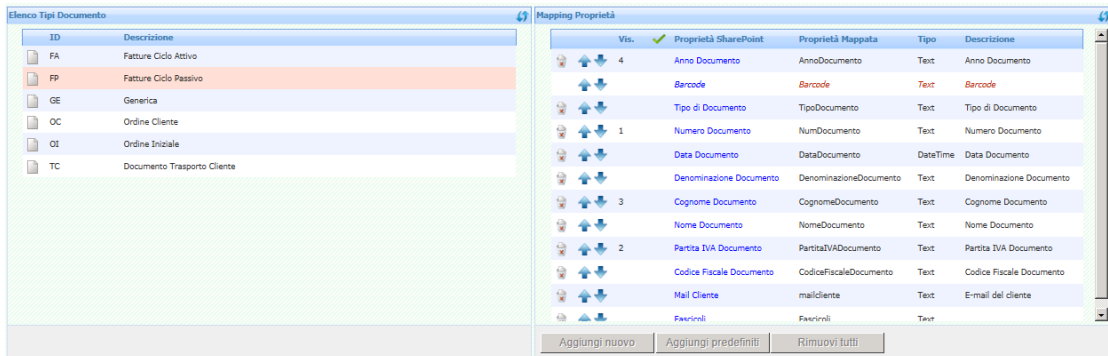 Elenco Tipi Documento
ID Descrizione
FA Fatture Ciclo Attivo
FP Fatture Ciclo Passivo
GE Generica
OC Ordine Cliente
OI Ordine Iniziale
TC Documento Trasporto Cliente
Mapping Proprietà
Vis. Proprietà SharePoint Proprietà Mappata Tipo Descrizione
4 Anno Documento AnnoDocumento Text Anno Documento
Barcode Barcode Text Barcode
Tipo di Documento TipoDocumento Text Tipo di Documento
1 Numero Documento NumDocumento Text Numero Documento
Data Documento DataDocumento DateTime Data Documento
Denominazione Documento DenominazioneDocumento Text Denominazione Documento
3 Cognome Documento CognomeDocumento Text Cognome Documento
Nome Documento NomeDocumento Text Nome Documento
2 Partita IVA Documento PartitaIVADocumento Text Partita IVA Documento
Codice Fiscale Documento CodiceFiscaleDocumento Text Codice Fiscale Documento
Mail Cliente mailcliente Text E-mail del cliente
Fascicoli Fascicoli Text
Aggiungi nuovo Aggiungi predefiniti Rimuovi tutti